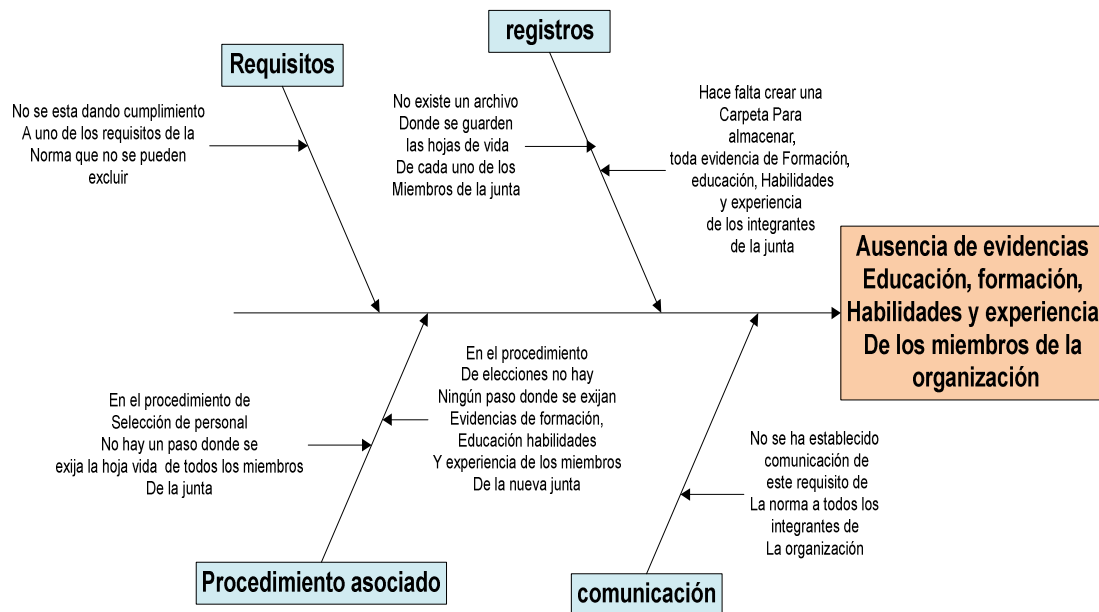 registros
Requisitos
No se esta dando cumplimiento
A uno de los requisitos de la
Norma que no se pueden
excluir
No existe un archivo
Donde se guarden
las hojas de vida
De cada uno de los
Miembros de la junta
Hace falta crear una
Carpeta Para
almacenar,
toda evidencia de Formación,
educación, Habilidades
y experiencia
de los integrantes
de la junta
Ausencia de evidencias
Educación, formación,
Habilidades y experiencia
De los miembros de la
organización
En el procedimiento de
Selección de personal
No hay un paso donde se
exija la hoja vida de todos los miembros
De la junta
En el procedimiento
De elecciones no hay
Ningún paso donde se exijan
Evidencias de formación,
Educación habilidades
Y experiencia de los miembros
De la nueva junta
No se ha establecido
comunicación de
este requisito de
La norma a todos los
integrantes de
La organización
Procedimiento asociado
comunicación